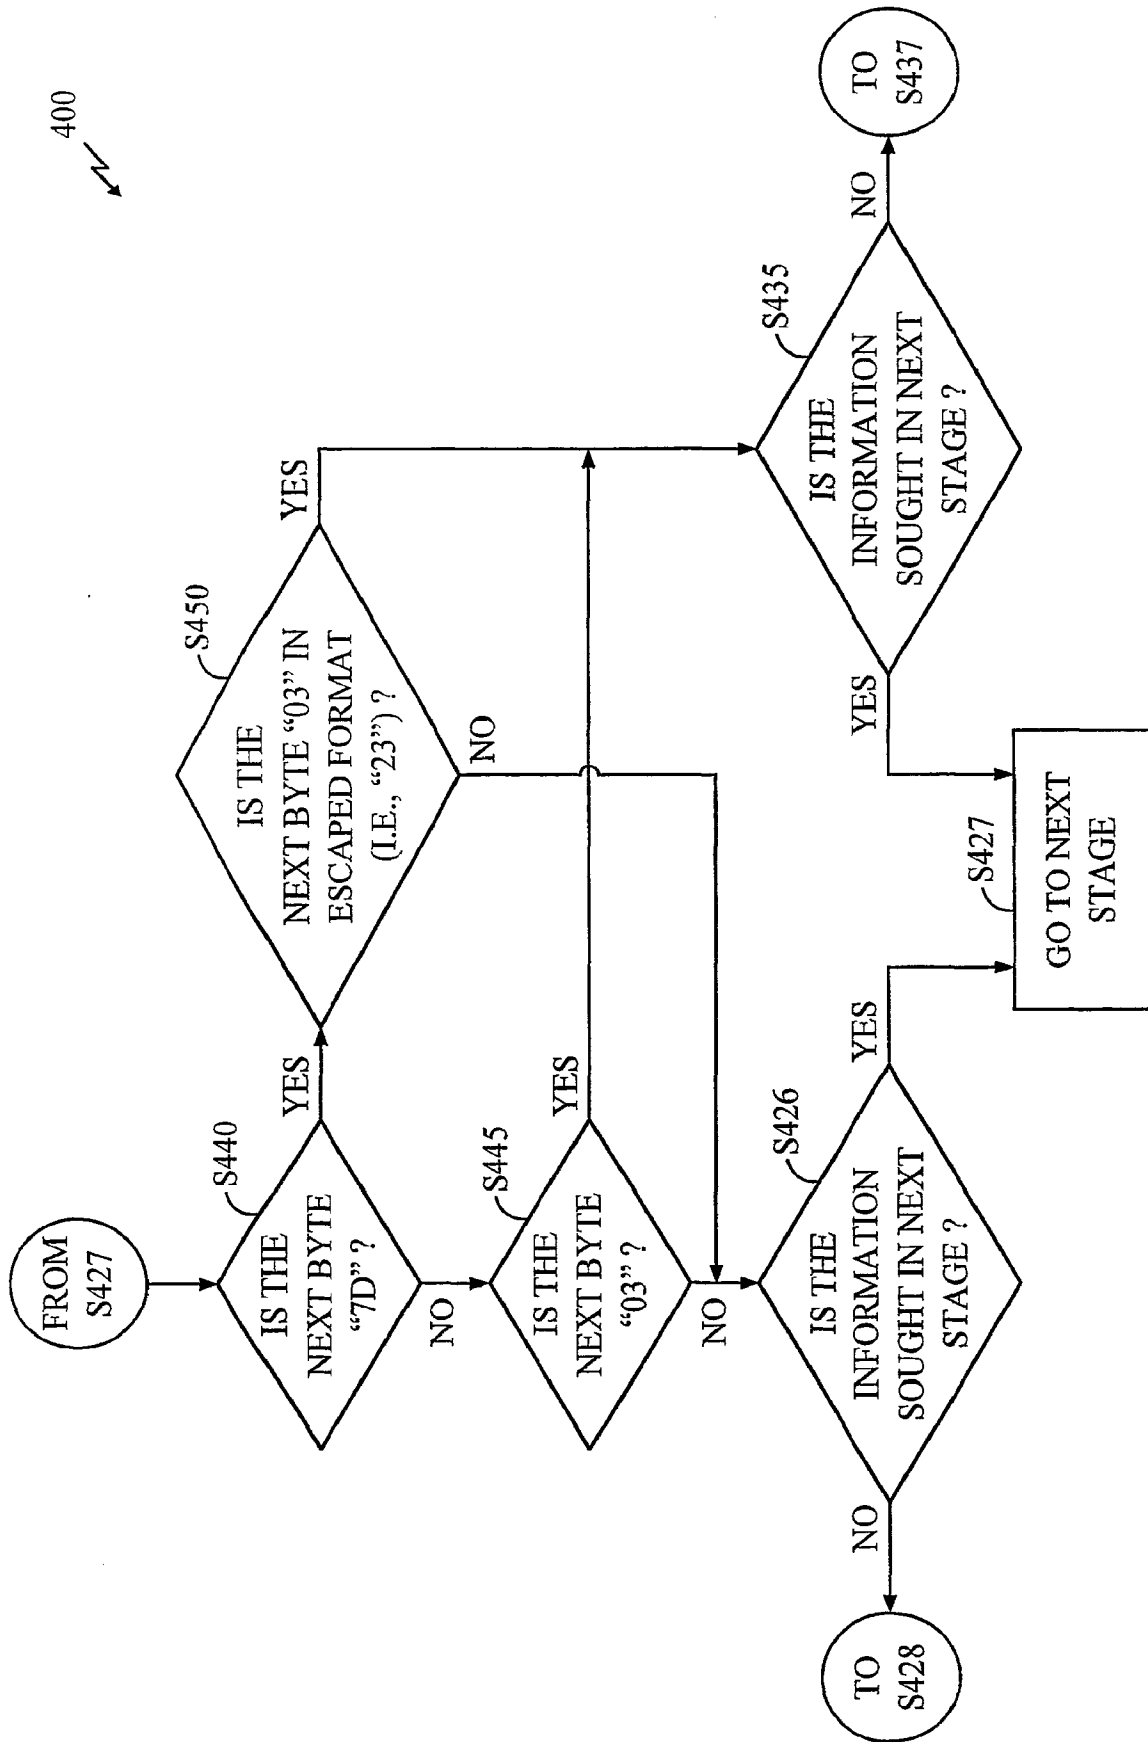 400
FROM
S427
S440
IS THE
NEXT BYTE
“7D” ?
YES
NO
S450
IS THE
NEXT BYTE “03” IN
ESCAPED FORMAT
(I.E., “23”) ?
YES
NO
S445
IS THE
NEXT BYTE
“03” ?
YES
NO
S426
IS THE
INFORMATION
SOUGHT IN NEXT
STAGE ?
YES
NO
TO
S428
S435
IS THE
INFORMATION
SOUGHT IN NEXT
STAGE ?
YES
NO
TO
S437
S427
GO TO NEXT
STAGE